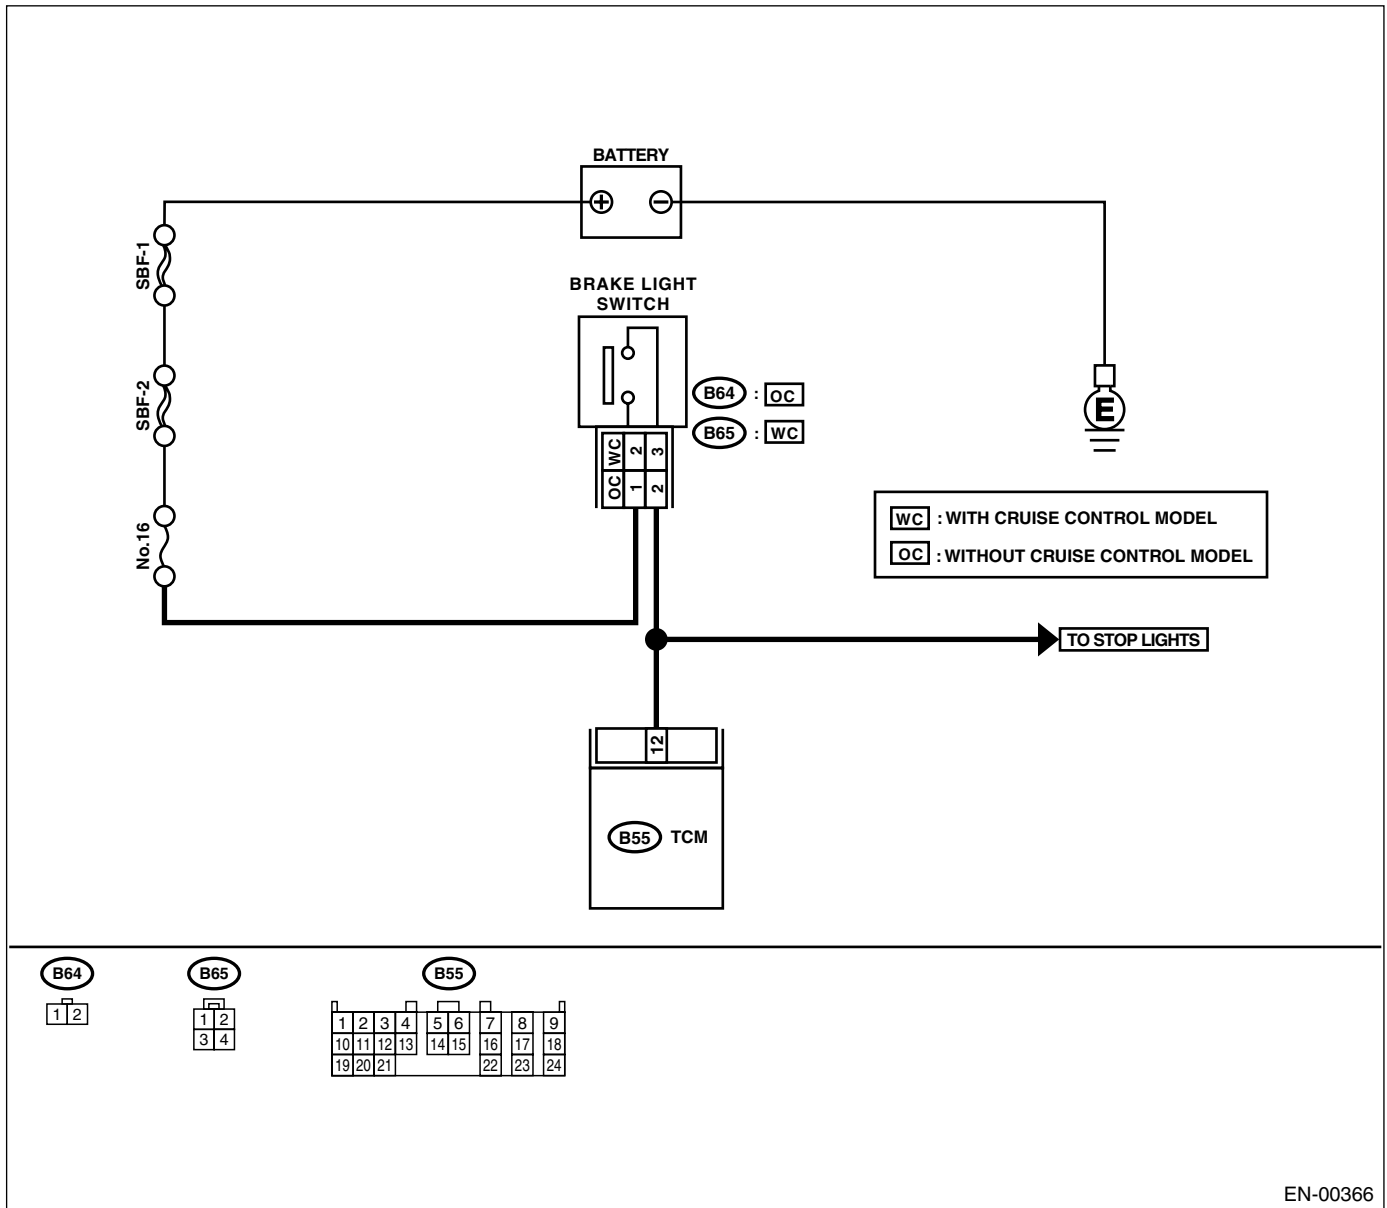 BATTERY
SBF-1
SBF-2
No.16
BRAKE LIGHT
SWITCH
B64 : OC
B65 : WC
WC 2 3
OC 1 2
E
WC : WITH CRUISE CONTROL MODEL
OC : WITHOUT CRUISE CONTROL MODEL
TO STOP LIGHTS
12
B55 TCM
B64
1 2
B65
1 2
3 4
B55
1 2 3 4 5 6 7 8 9
10 11 12 13 14 15 16 17 18
19 20 21 22 23 24
EN-00366